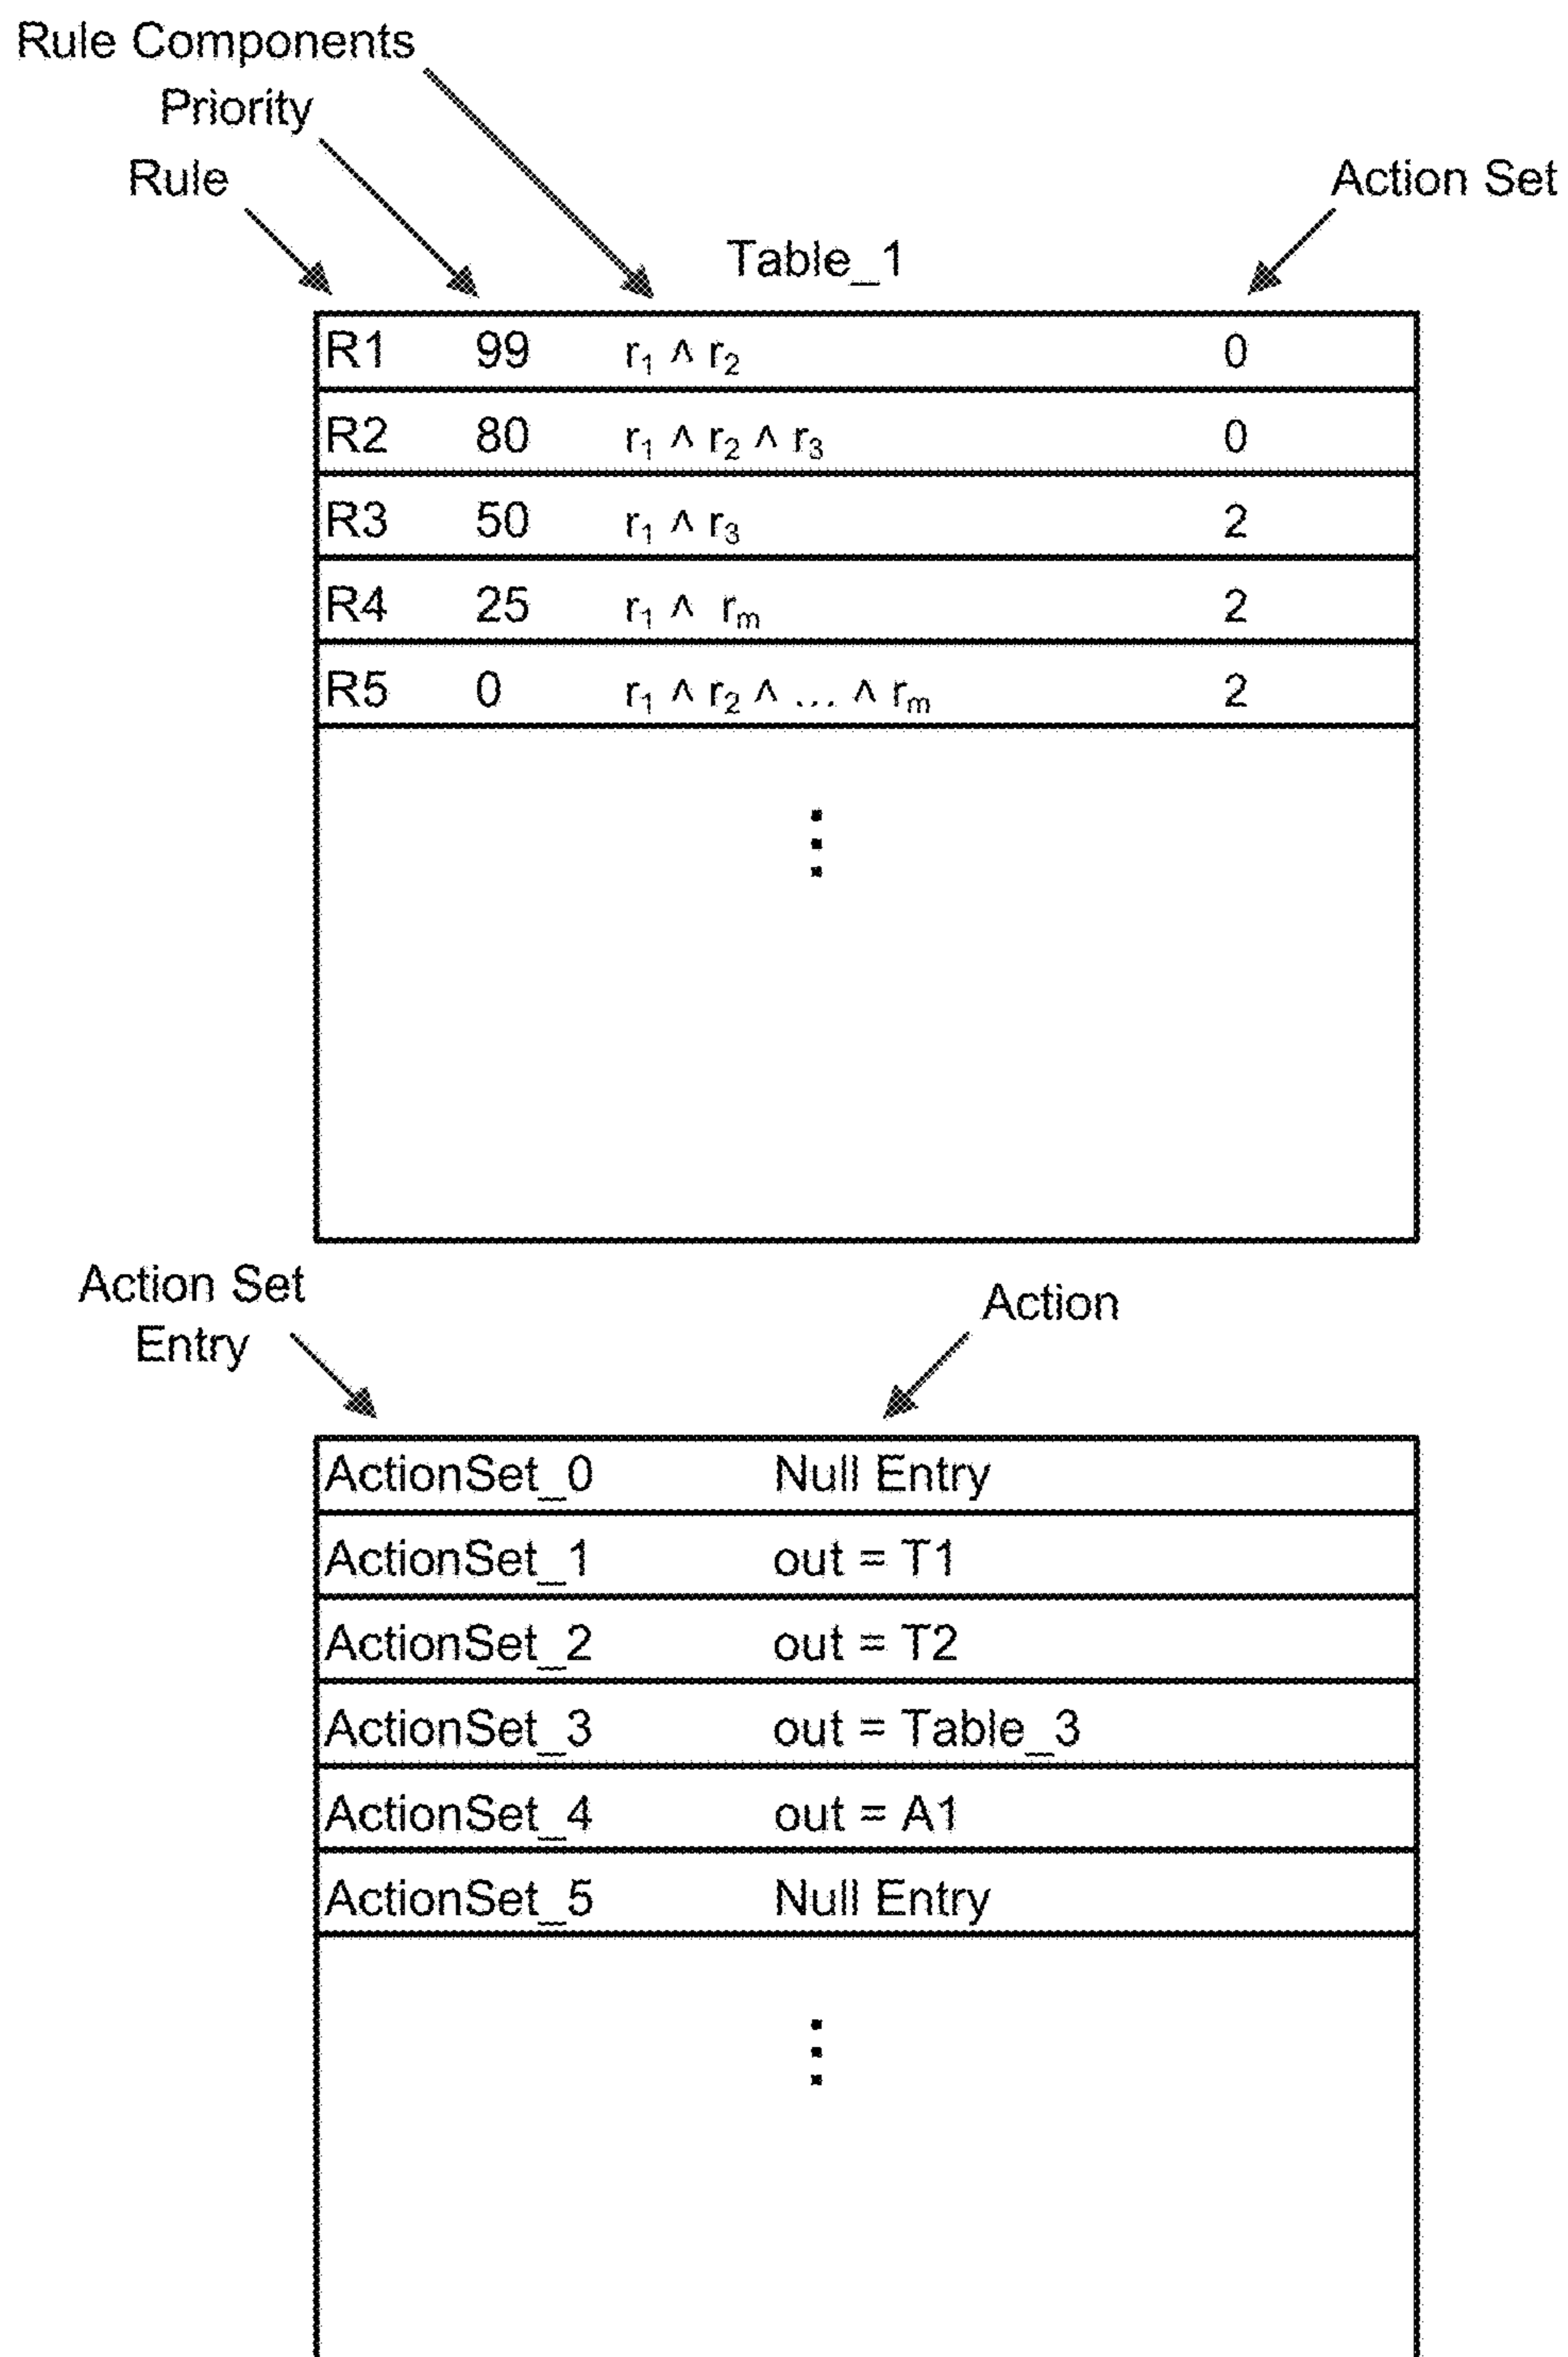 Rule Components
Priority
Rule
Action Set
Table_1
R1 99 r₁ ∧ r₂ 0
R2 80 r₁ ∧ r₂ ∧ r₃ 0
R3 50 r₁ ∧ r₃ 2
R4 25 r₁ ∧ rₘ 2
R5 0 r₁ ∧ r₂ ∧ ... ∧ rₘ 2
Action Set
Entry
Action
ActionSet_0 Null Entry
ActionSet_1 out = T1
ActionSet_2 out = T2
ActionSet_3 out = Table_3
ActionSet_4 out = A1
ActionSet_5 Null Entry